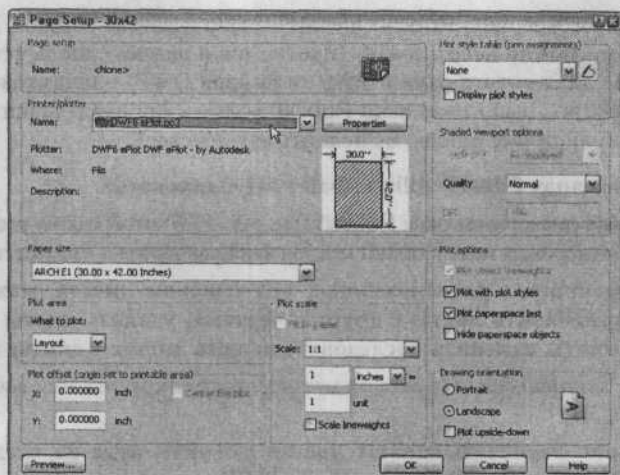 Page Setup - 30x42
Page setup
Name: <None>
Printer/plotter
Name: DWF6 ePlot.pc3
Properties
Plotter: DWF6 ePlot DWF ePlot - by Autodesk
Where: File
Description:
30.0''
42.0''
Paper size
ARCH E1 (30.00 x 42.00 Inches)
Plot area
What to plot:
Layout
Plot offset (origin set to printable area)
X: 0.000000 inch
Center the plot
Y: 0.000000 inch
Plot scale
Fit to paper
Scale: 1:1
1 inches =
1 unit
Scale lineweights
Plot style table (pen assignments)
None
Display plot styles
Shaded viewport options
As displayed
Quality Normal
DPI
Plot options
Plot object lineweights
Plot with plot styles
Plot paperspace last
Hide paperspace objects
Drawing orientation
Portrait
Landscape
A
Plot upside-down
Preview...
OK
Cancel
Help